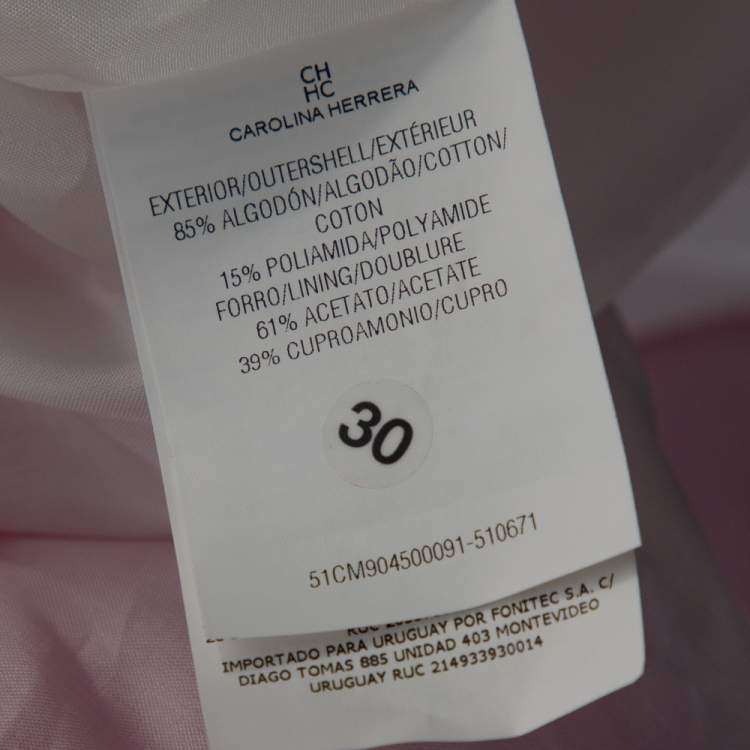 CH
HC
CAROLINA HERRERA
EXTERIOR/OUTERSHELL/EXTÉRIEUR
85% ALGODÓN/ALGODÃO/COTTON/
COTON
15% POLIAMIDA/POLYAMIDE
FORRO/LINING/DOUBLURE
61% ACETATO/ACETATE
39% CUPROAMONIO/CUPRO
30
51CM904500091-510671
RUC
IMPORTADO PARA URUGUAY POR FONITEC S.A. C/
DIAGO TOMAS 885 UNIDAD 403 MONTEVIDEO
URUGUAY RUC 214933930014